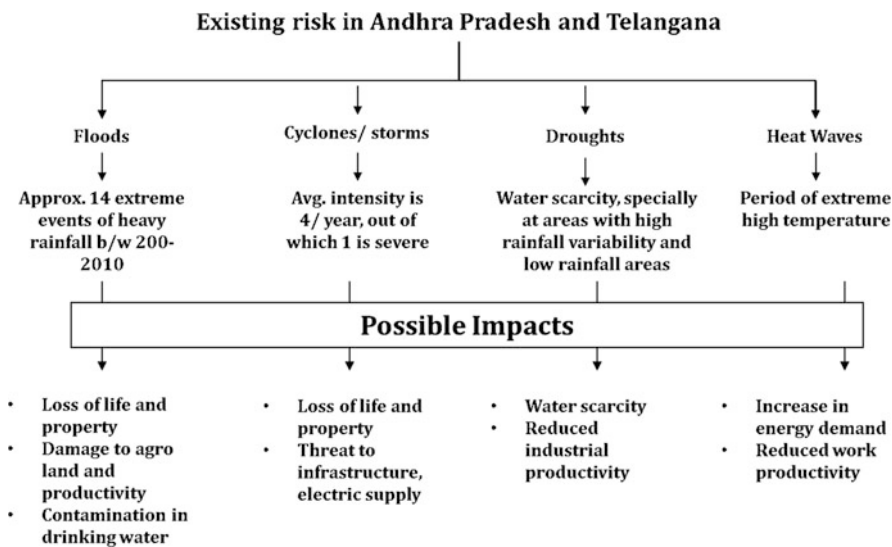 Existing risk in Andhra Pradesh and Telangana
Floods
Approx. 14 extreme
events of heavy
rainfall b/w 200-
2010
Cyclones/ storms
Avg. intensity is
4/ year, out of
which 1 is severe
Droughts
Water scarcity, specially
at areas with high
rainfall variability and
low rainfall areas
Heat Waves
Period of extreme
high temperature
Possible Impacts
• Loss of life and
property
• Damage to agro
land and
productivity
• Contamination in
drinking water
• Loss of life and
property
• Threat to
infrastructure,
electric supply
• Water scarcity
• Reduced
industrial
productivity
• Increase in
energy demand
• Reduced work
productivity